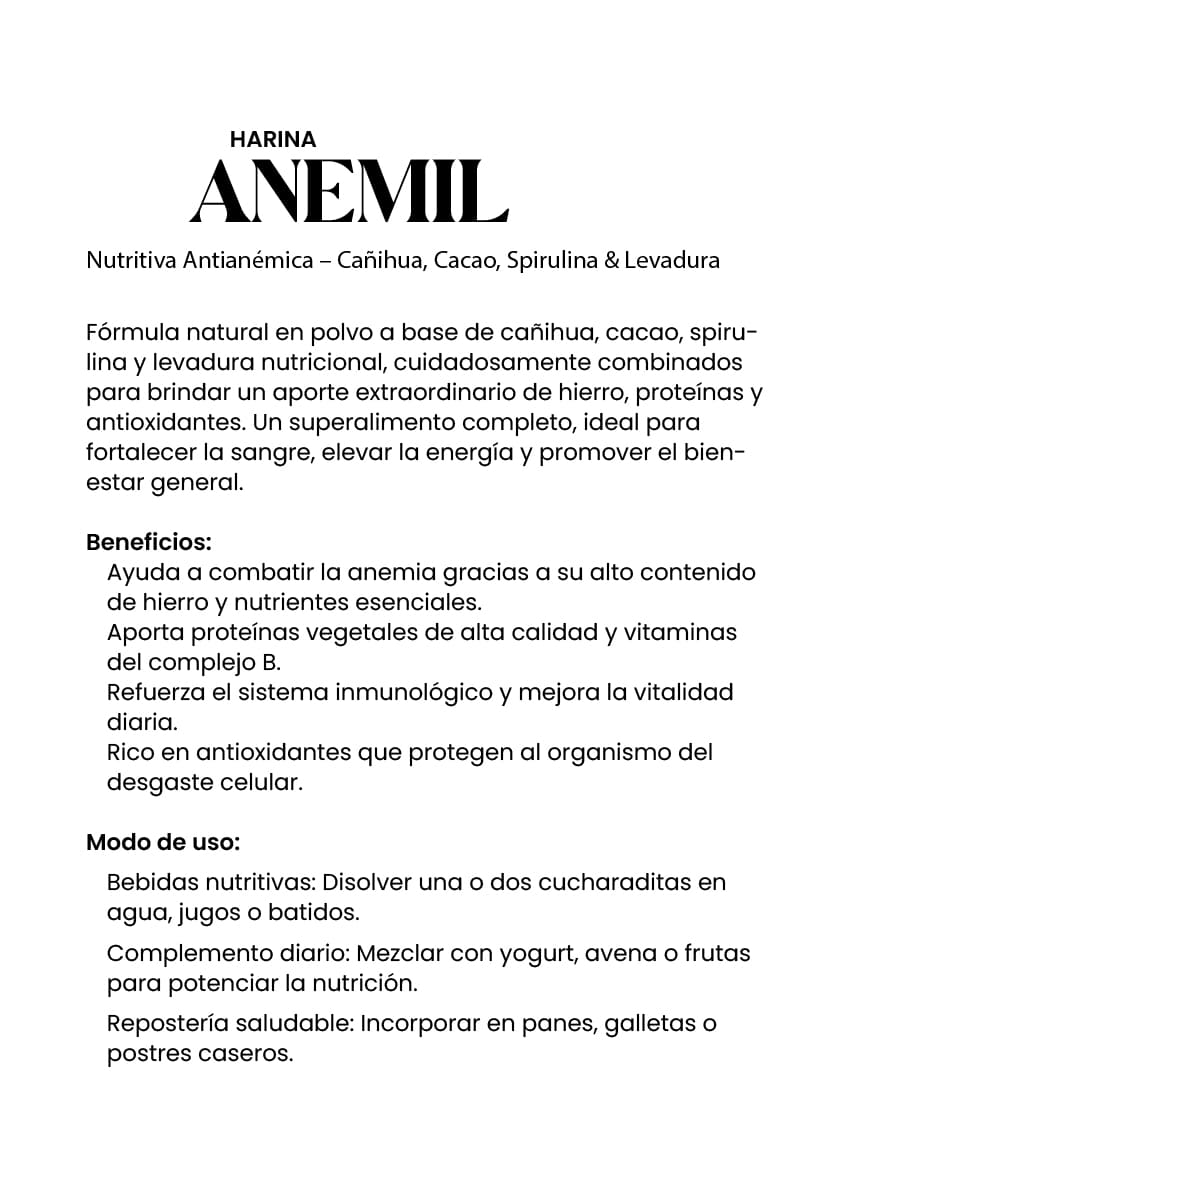 HARINA
ANEMIL
Nutritiva Antianémica – Cañihua, Cacao, Spirulina & Levadura
Fórmula natural en polvo a base de cañihua, cacao, spiru-
lina y levadura nutricional, cuidadosamente combinados
para brindar un aporte extraordinario de hierro, proteínas y
antioxidantes. Un superalimento completo, ideal para
fortalecer la sangre, elevar la energía y promover el bien-
estar general.
Beneficios:
Ayuda a combatir la anemia gracias a su alto contenido
de hierro y nutrientes esenciales.
Aporta proteínas vegetales de alta calidad y vitaminas
del complejo B.
Refuerza el sistema inmunológico y mejora la vitalidad
diaria.
Rico en antioxidantes que protegen al organismo del
desgaste celular.
Modo de uso:
Bebidas nutritivas: Disolver una o dos cucharaditas en
agua, jugos o batidos.
Complemento diario: Mezclar con yogurt, avena o frutas
para potenciar la nutrición.
Repostería saludable: Incorporar en panes, galletas o
postres caseros.